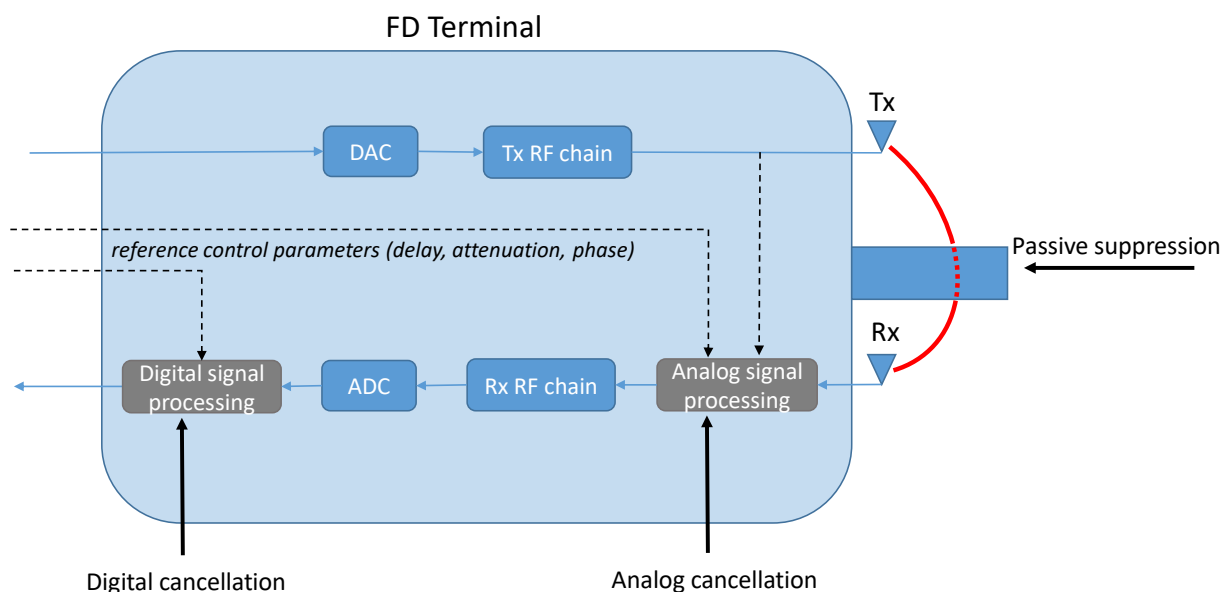 FD Terminal
Tx
DAC
Tx RF chain
reference control parameters (delay, attenuation, phase)
Passive suppression
Rx
Digital signal
processing
ADC
Rx RF chain
Analog signal
processing
Digital cancellation
Analog cancellation